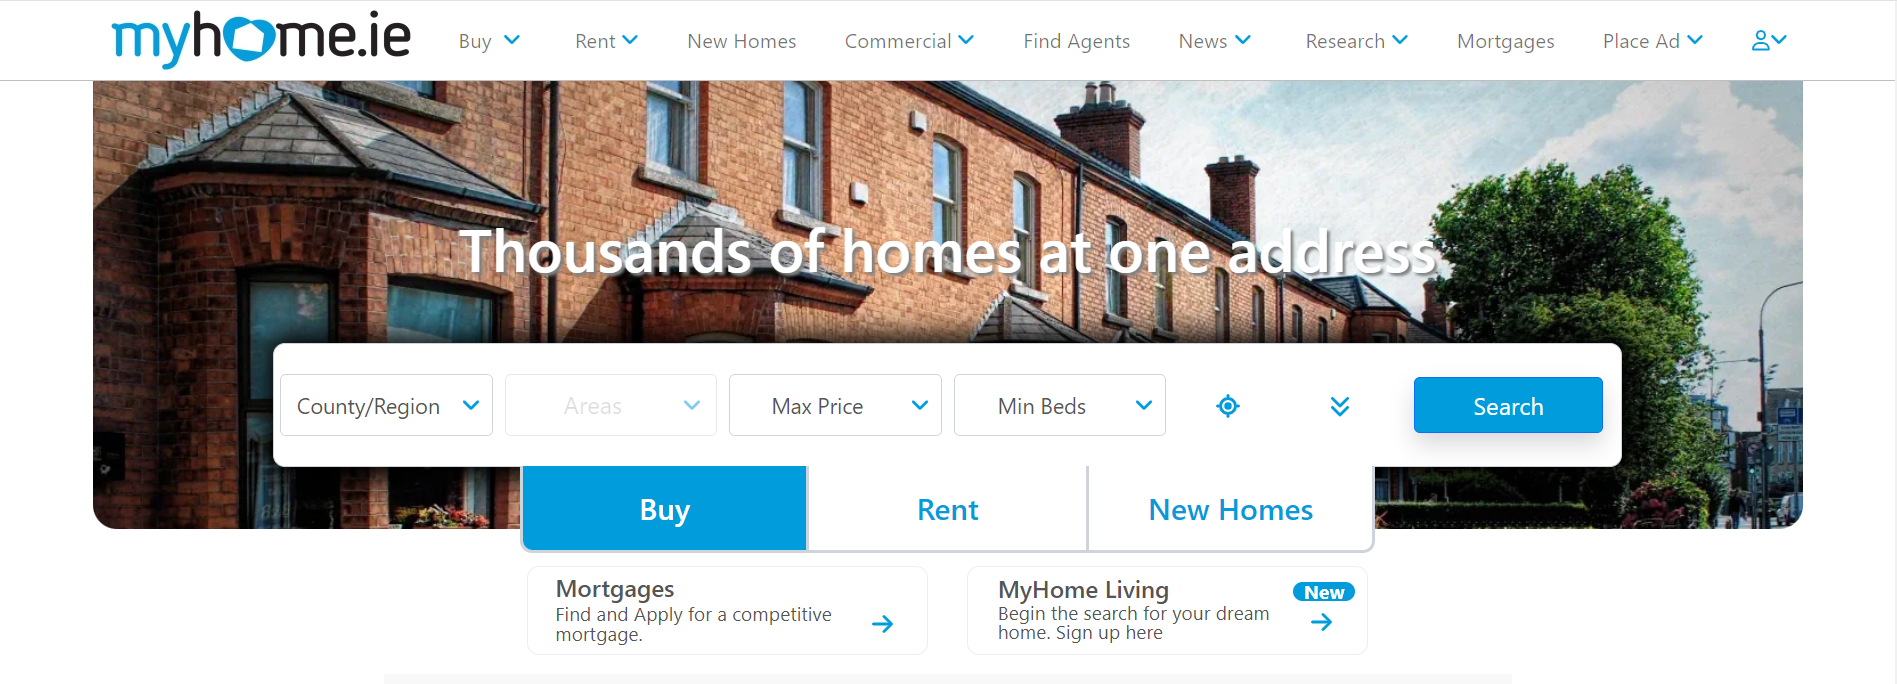 myhome.ie
Buy Rent New Homes Commercial Find Agents News Research Mortgages Place Ad
Thousands of homes at one address
County/Region Areas Max Price Min Beds Search
Buy Rent New Homes
Mortgages
Find and Apply for a competitive
mortgage.
MyHome Living New
Begin the search for your dream
home. Sign up here